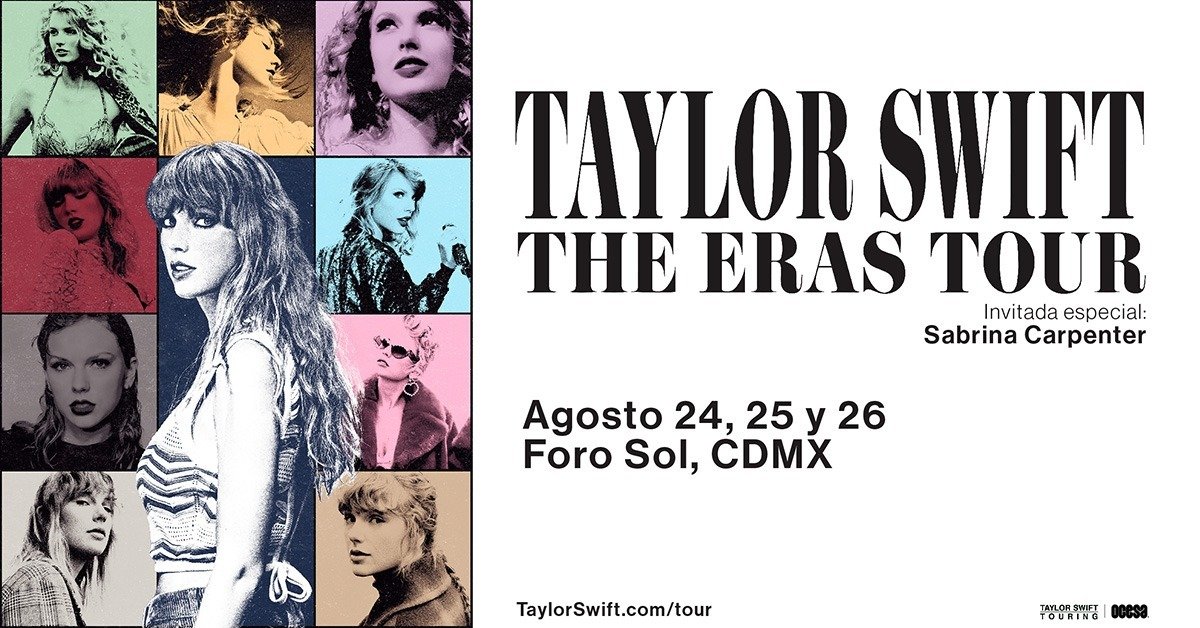 TAYLOR SWIFT
THE ERAS TOUR
Invitada especial:
Sabrina Carpenter
Agosto 24, 25 y 26
Foro Sol, CDMX
TaylorSwift.com/tour
TAYLOR SWIFT
TOURING
ocesa